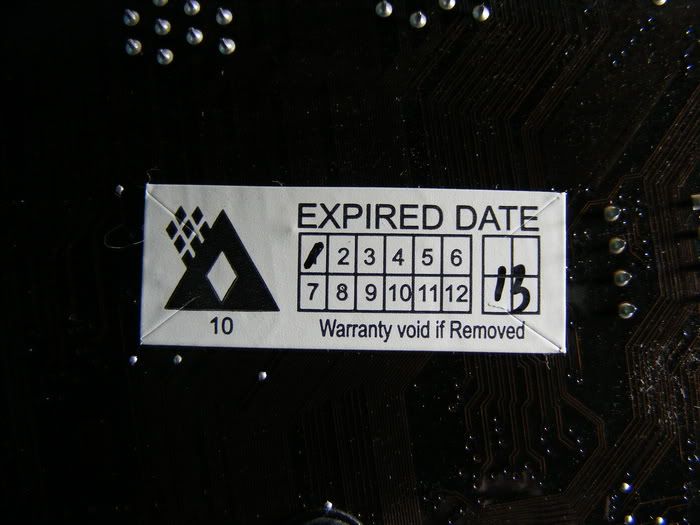 EXPIRED DATE
2 3 4 5 6
7 8 9 10 11 12
13
10
Warranty void if Removed